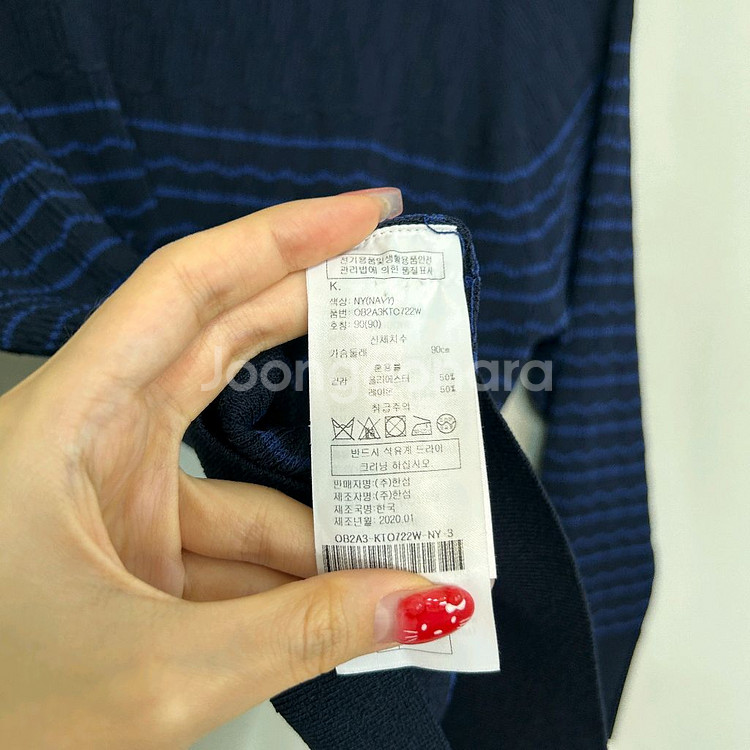 전기용품및생활용품안전
관리법에 의한 품질표시
K.
색상: NY(NAVY)
품번: OB2A3KTO722W
호칭: 90(90)
신체치수
가슴둘레 90cm
혼용률
겉감 폴리에스터 50%
레이온 50%
취급주의
반드시 석유계 드라이
크리닝 하십시오.
판매자명:(주)한섬
제조자명:(주)한섬
제조국명:한국
제조년월: 2020.01
OB2A3-KTO722W-NY-3